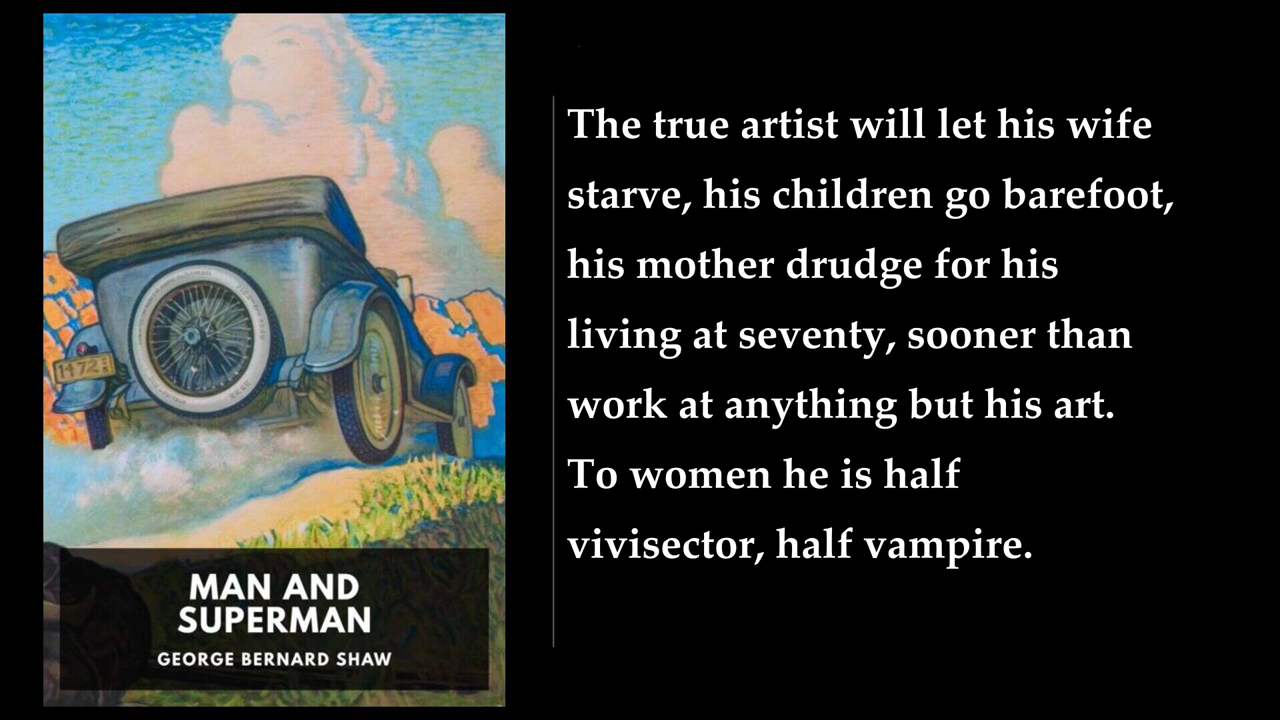 1472
MAN AND
SUPERMAN
GEORGE BERNARD SHAW
The true artist will let his wife
starve, his children go barefoot,
his mother drudge for his
living at seventy, sooner than
work at anything but his art.
To women he is half
vivisector, half vampire.